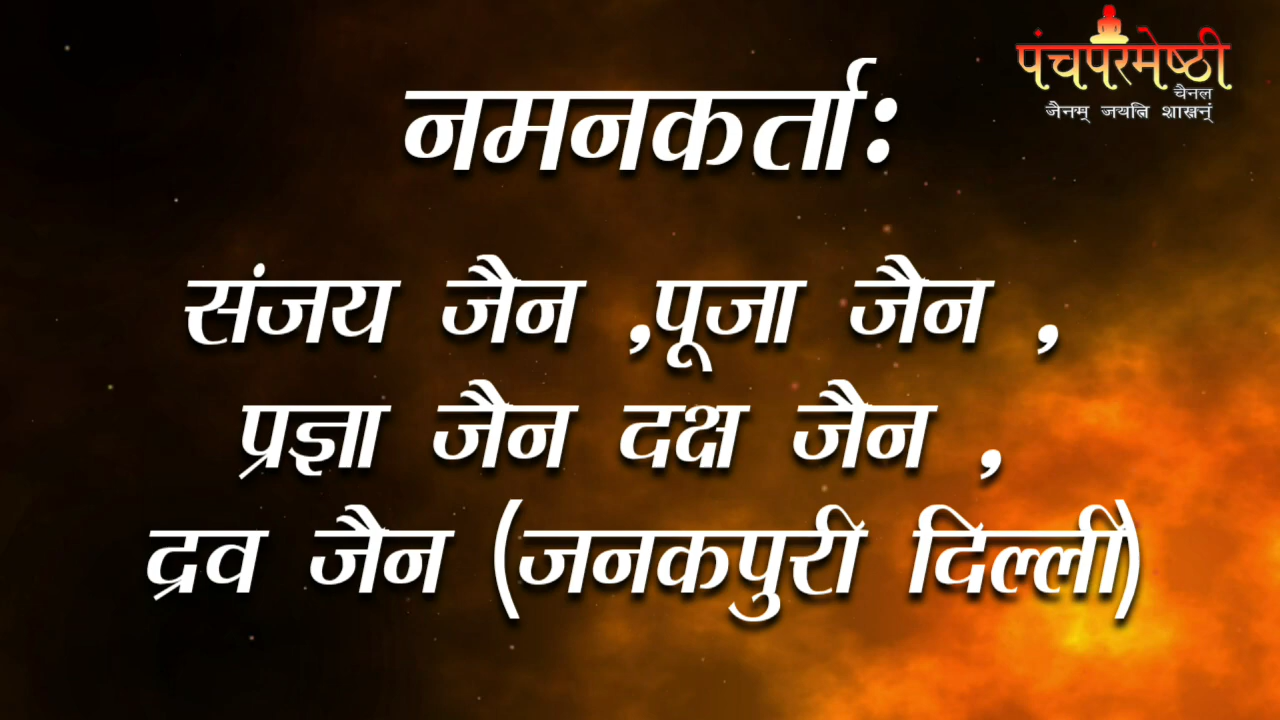 पंचपरमेष्ठी
चैनल
जैनम् जयति शासनं
नमनकर्ताः
संजय जैन ,पूजा जैन ,
प्रज्ञा जैन दक्ष जैन ,
द्रव जैन (जनकपुरी दिल्ली)